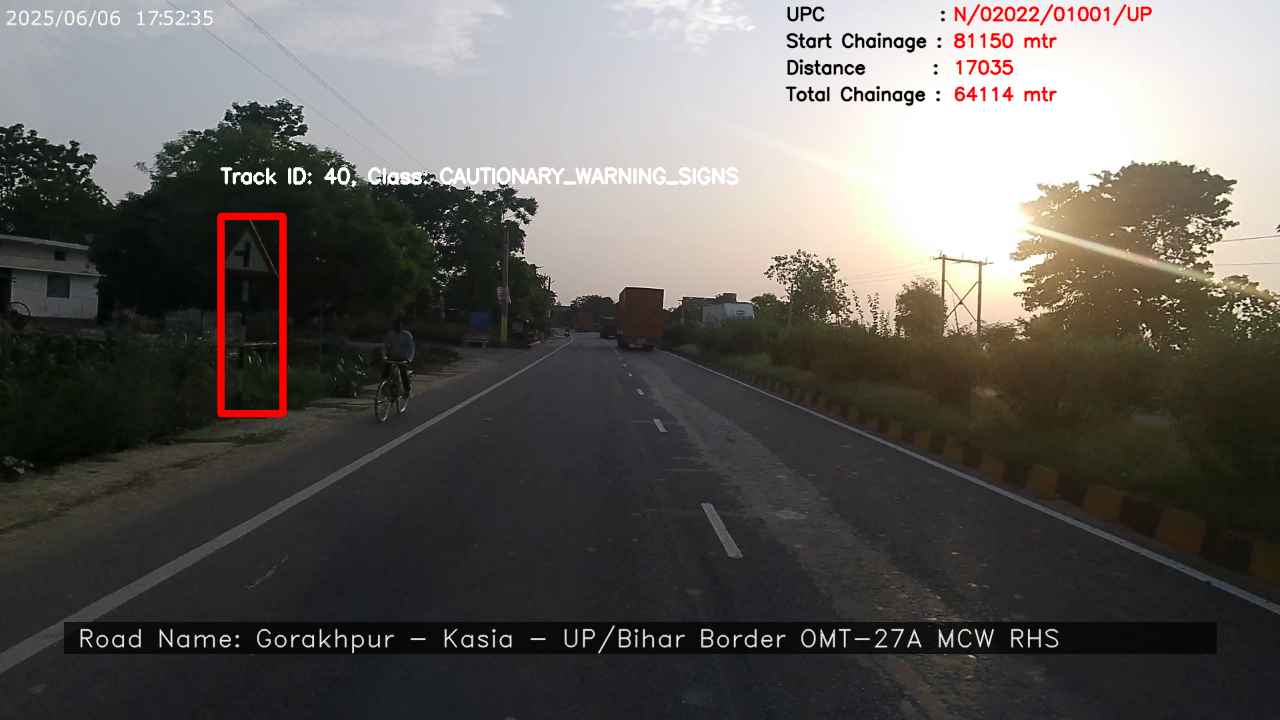 2025/06/06 17:52:35
UPC : N/02022/01001/UP
Start Chainage : 81150 mtr
Distance : 17035
Total Chainage : 64114 mtr
Track ID: 40, Class: CAUTIONARY_WARNING_SIGNS
Road Name: Gorakhpur - Kasia - UP/Bihar Border OMT-27A MCW RHS